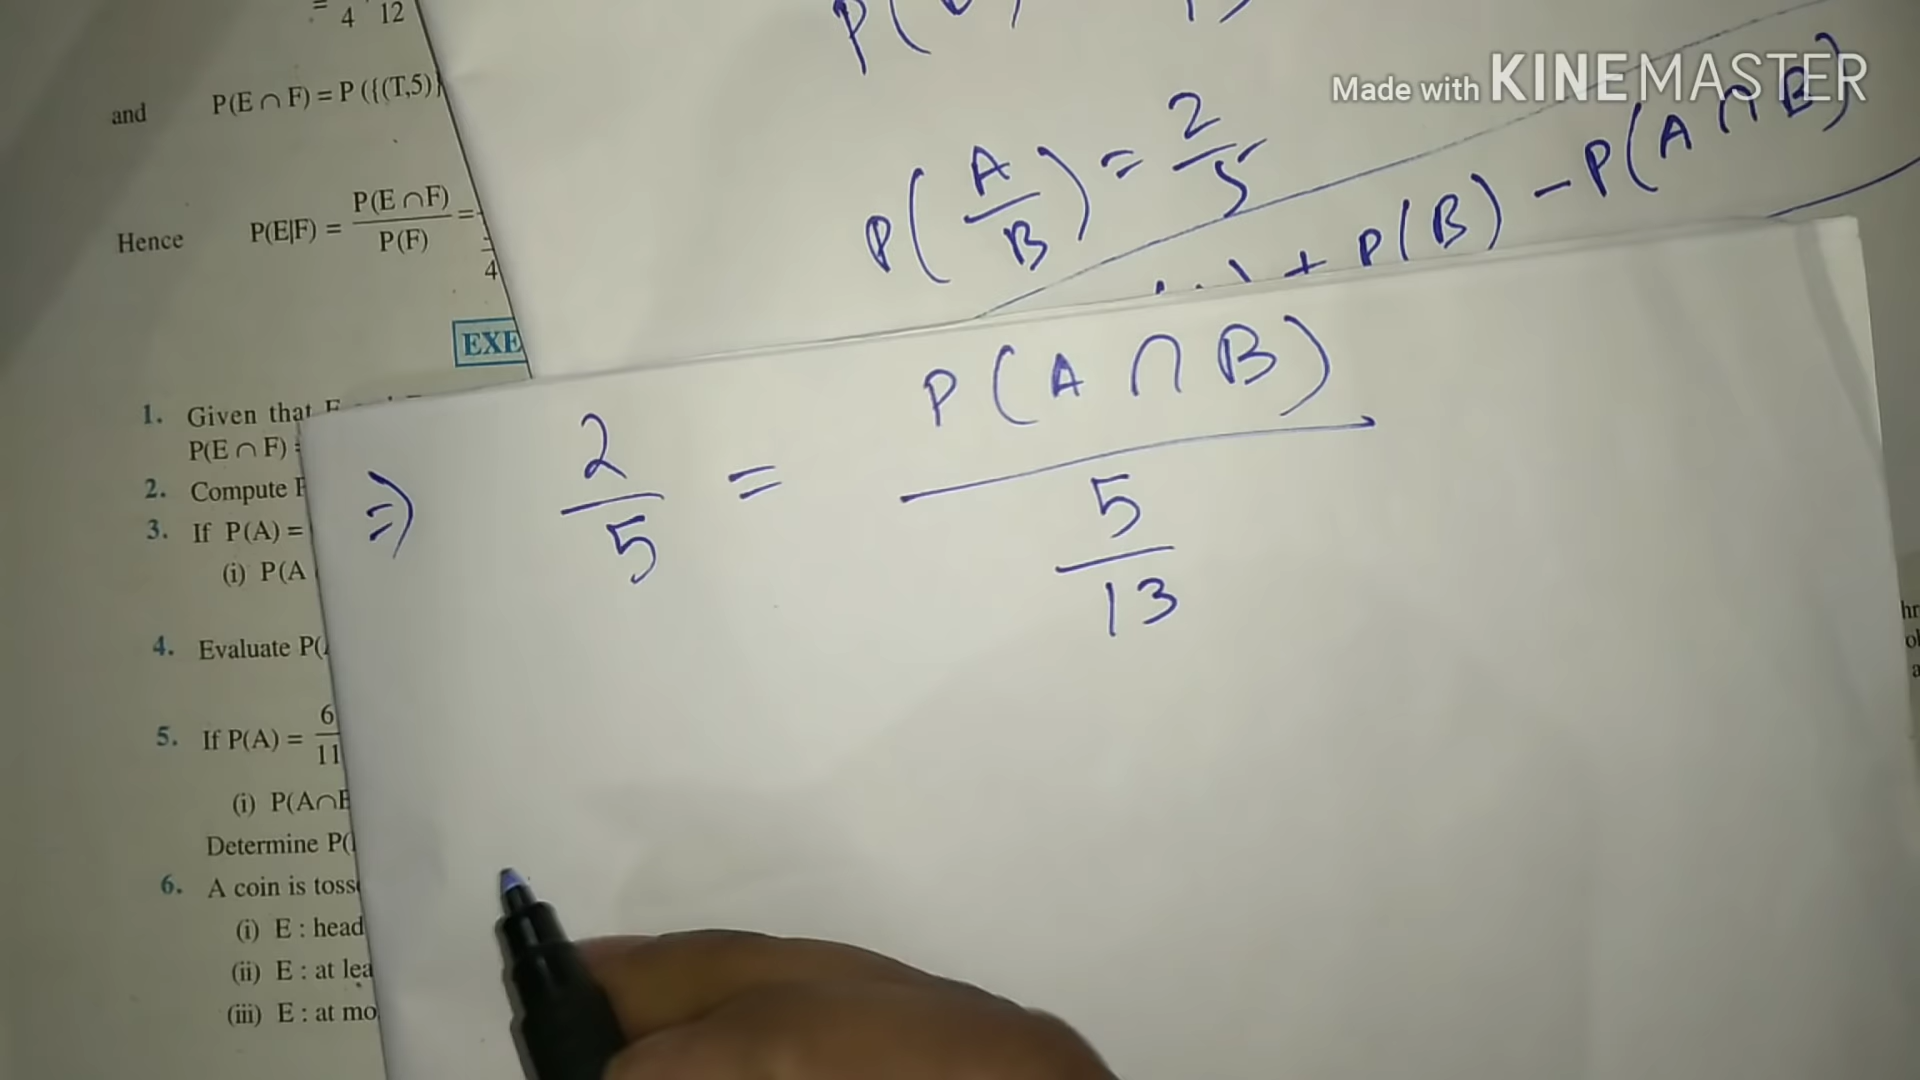 = 4 12
and P(E ∩ F) = P ({(T,5)}
Hence P(E|F) = P(E ∩ F) / P(F) =
4
EXE
1. Given that
P(E ∩ F) =
2. Compute P
3. If P(A) =
(i) P(A
4. Evaluate P(
5. If P(A) = 6/11
(i) P(A∩B
Determine P(
6. A coin is toss
(i) E : head
(ii) E : at lea
(iii) E : at mo
Made with KINEMASTER
P(A/B) = 2/5
+ P(B) - P(A ∩ B)
⇒ 2/5 = P(A ∩ B) / 5/13